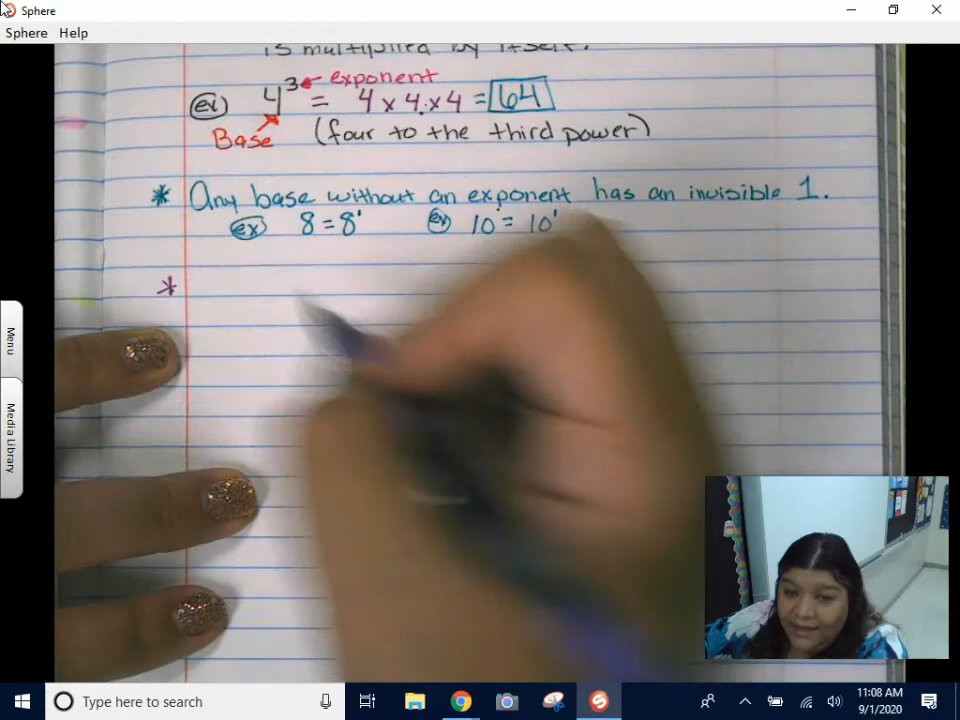 Sphere
Sphere Help
is multiplied by itself.
ex) 4³ ← exponent = 4 x 4 x 4 = 64
Base (four to the third power)
* Any base without an exponent has an invisible 1.
ex 8 = 8¹ ex 10 = 10¹
*
Menu
Media Library
Type here to search
11:08 AM
9/1/2020